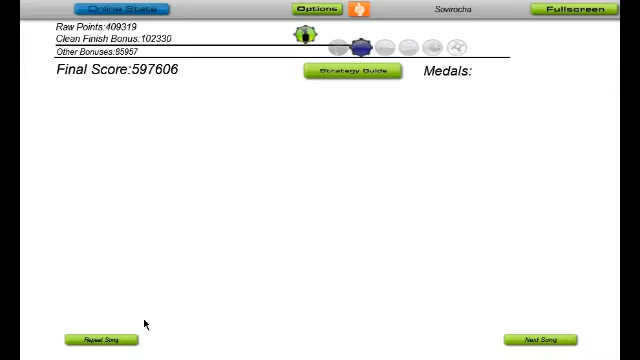 Online Stats Options Sovirocha Fullscreen
Raw Points:409319
Clean Finish Bonus:102330
Other Bonuses:85957
Final Score:597606 Strategy Guide Medals:
Repeat Song Next Song